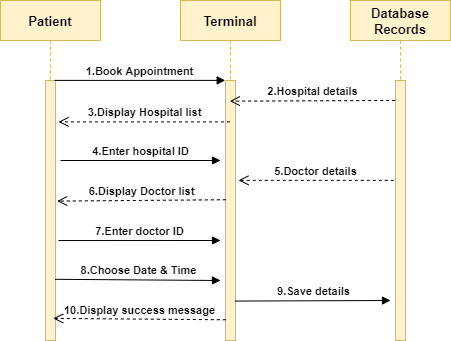 Patient
Terminal
Database
Records
1.Book Appointment
2.Hospital details
3.Display Hospital list
4.Enter hospital ID
5.Doctor details
6.Display Doctor list
7.Enter doctor ID
8.Choose Date & Time
9.Save details
10.Display success message